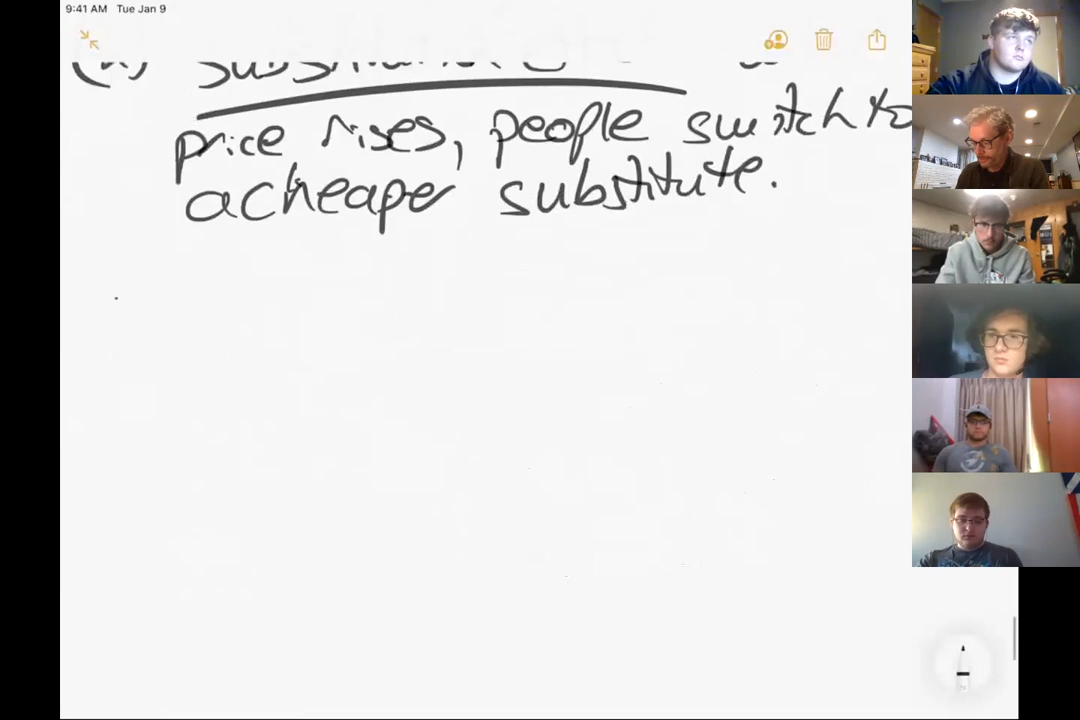 9:41 AM Tue Jan 9
price rises, people switch to
a cheaper substitute.